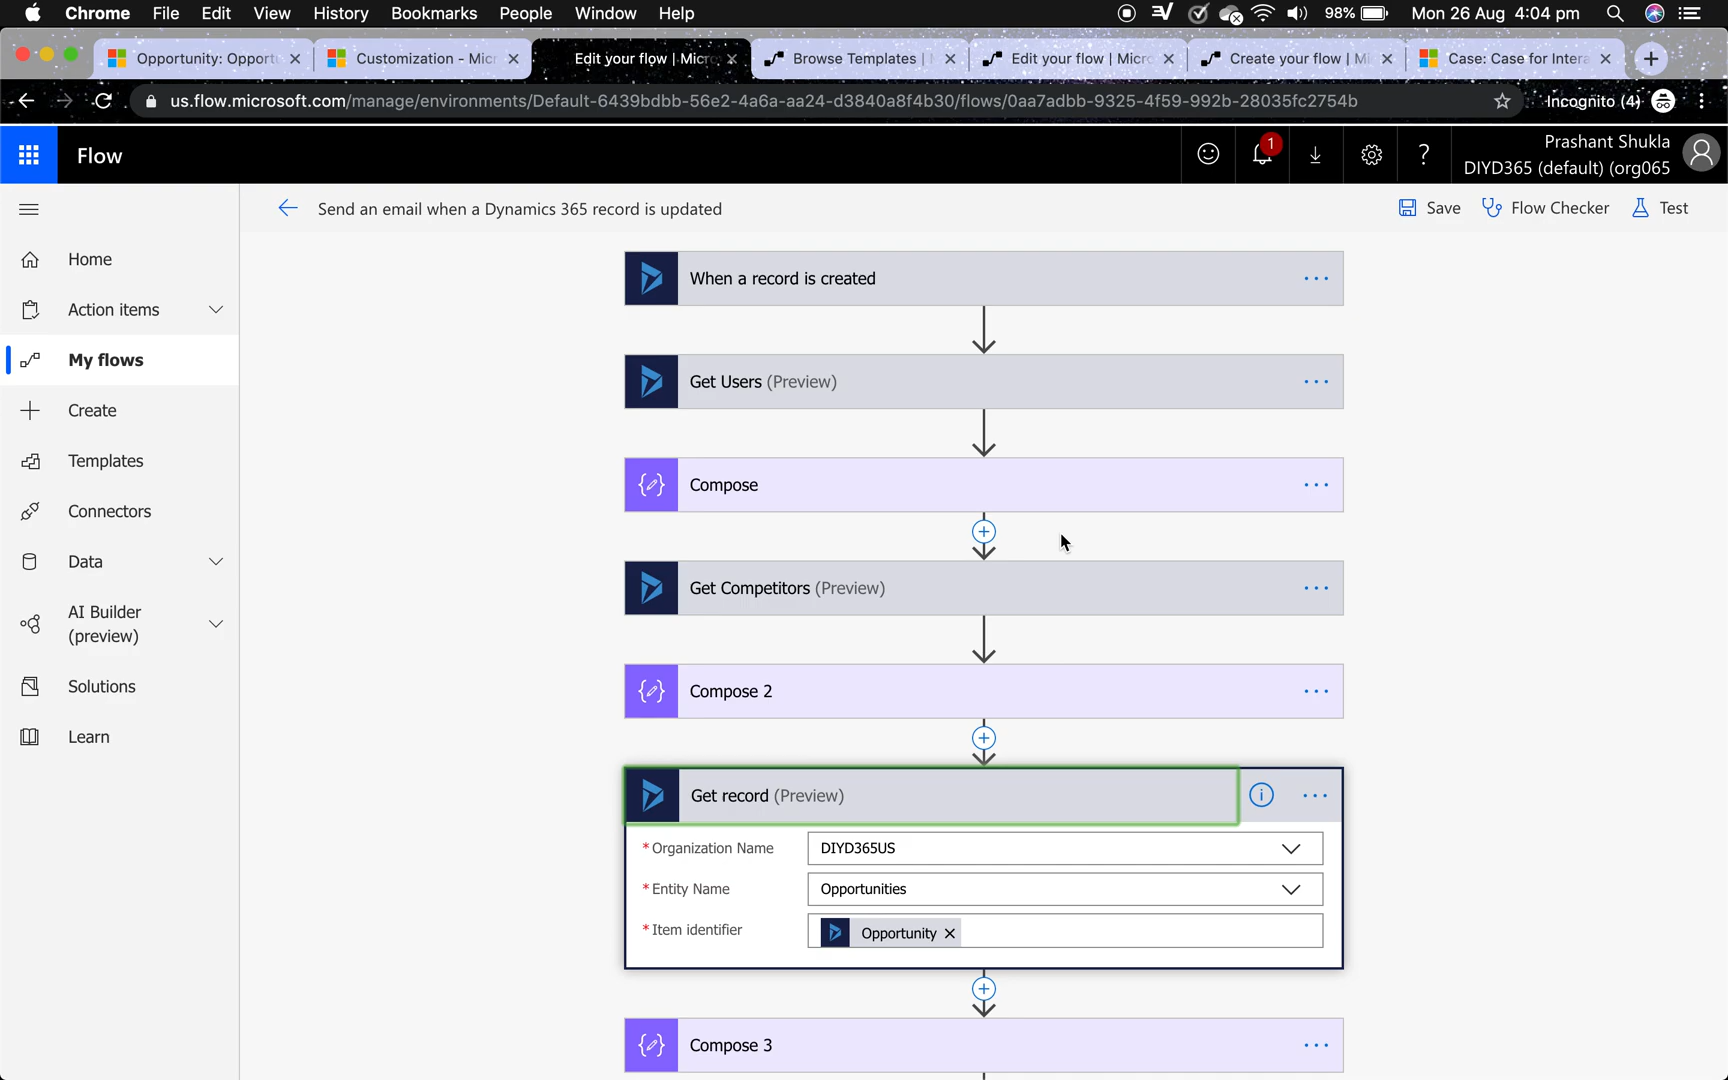 Chrome File Edit View History Bookmarks People Window Help 98% Mon 26 Aug 4:04 pm
Opportunity: Opport Customization - Mic Edit your flow | Micr Browse Templates | Edit your flow | Micr Create your flow | Mi Case: Case for Intera
us.flow.microsoft.com/manage/environments/Default-6439bdbb-56e2-4a6a-aa24-d3840a8f4b30/flows/0aa7adbb-9325-4f59-992b-28035fc2754b Incognito (4)
Flow 1 ? Prashant Shukla
DIYD365 (default) (org065
Send an email when a Dynamics 365 record is updated Save Flow Checker Test
Home
Action items
My flows
Create
Templates
Connectors
Data
AI Builder
(preview)
Solutions
Learn
When a record is created
Get Users (Preview)
Compose
Get Competitors (Preview)
Compose 2
Get record (Preview)
* Organization Name DIYD365US
* Entity Name Opportunities
* Item identifier Opportunity
Compose 3